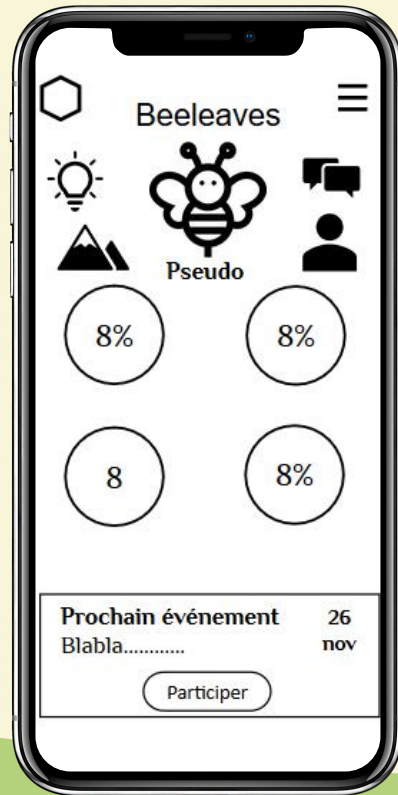 Beeleaves
Pseudo
8%
8%
8
8%
Prochain événement
26
Blabla............
nov
Participer